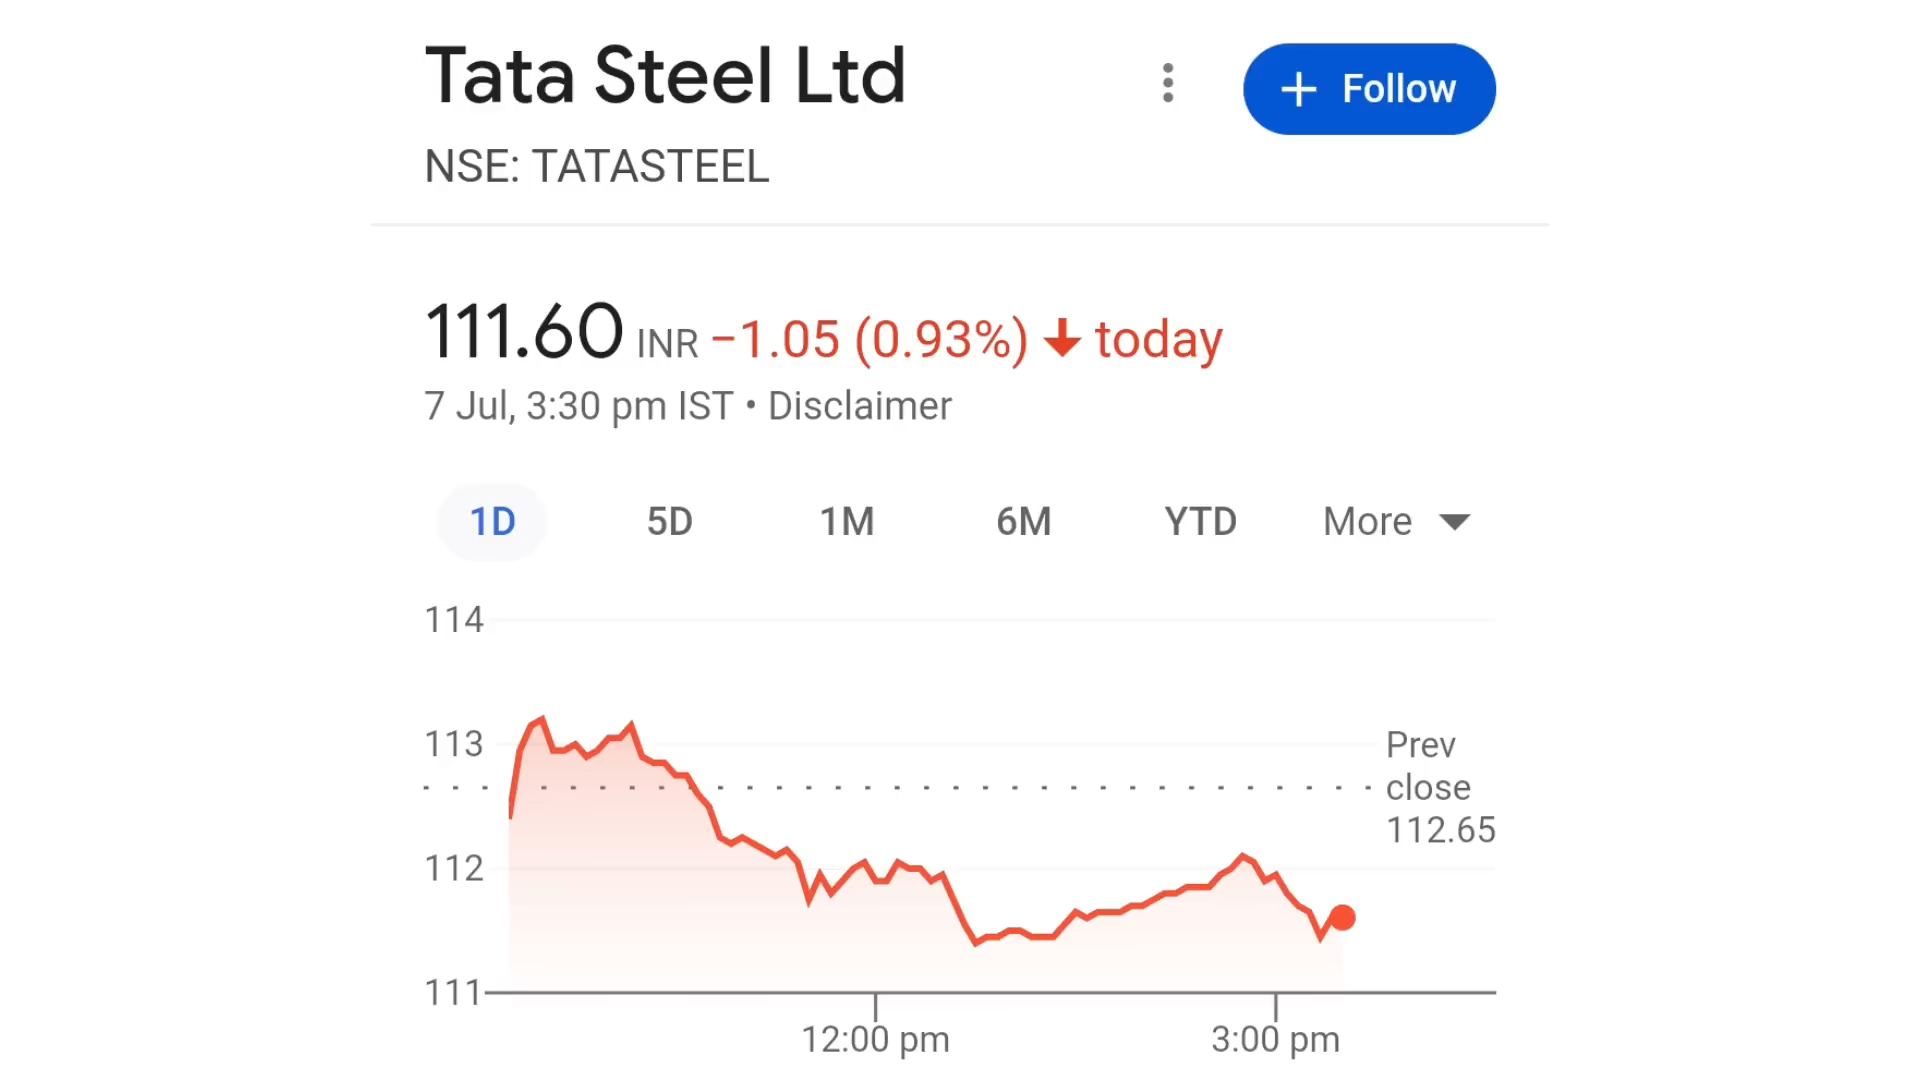 Tata Steel Ltd
+ Follow
NSE: TATASTEEL
111.60 INR −1.05 (0.93%) ↓ today
7 Jul, 3:30 pm IST • Disclaimer
1D 5D 1M 6M YTD More
114
113
112
111
Prev
close
112.65
12:00 pm 3:00 pm